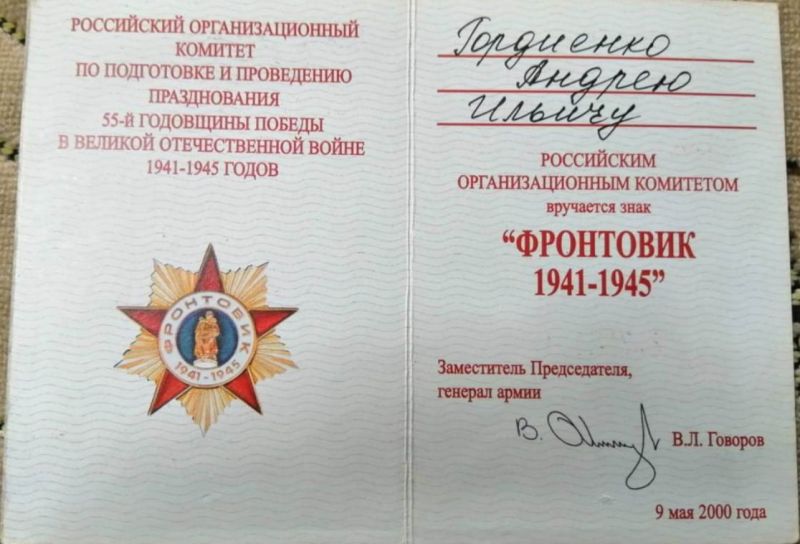 РОССИЙСКИЙ ОРГАНИЗАЦИОННЫЙ
КОМИТЕТ
ПО ПОДГОТОВКЕ И ПРОВЕДЕНИЮ
ПРАЗДНОВАНИЯ
55-й ГОДОВЩИНЫ ПОБЕДЫ
В ВЕЛИКОЙ ОТЕЧЕСТВЕННОЙ ВОЙНЕ
1941-1945 ГОДОВ
ФРОНТОВИК
1941-1945
Гордиенко
Андрею
Ильичу
РОССИЙСКИМ
ОРГАНИЗАЦИОННЫМ КОМИТЕТОМ
вручается знак
“ФРОНТОВИК
1941-1945”
Заместитель Председателя,
генерал армии
В.Л. Говоров
9 мая 2000 года